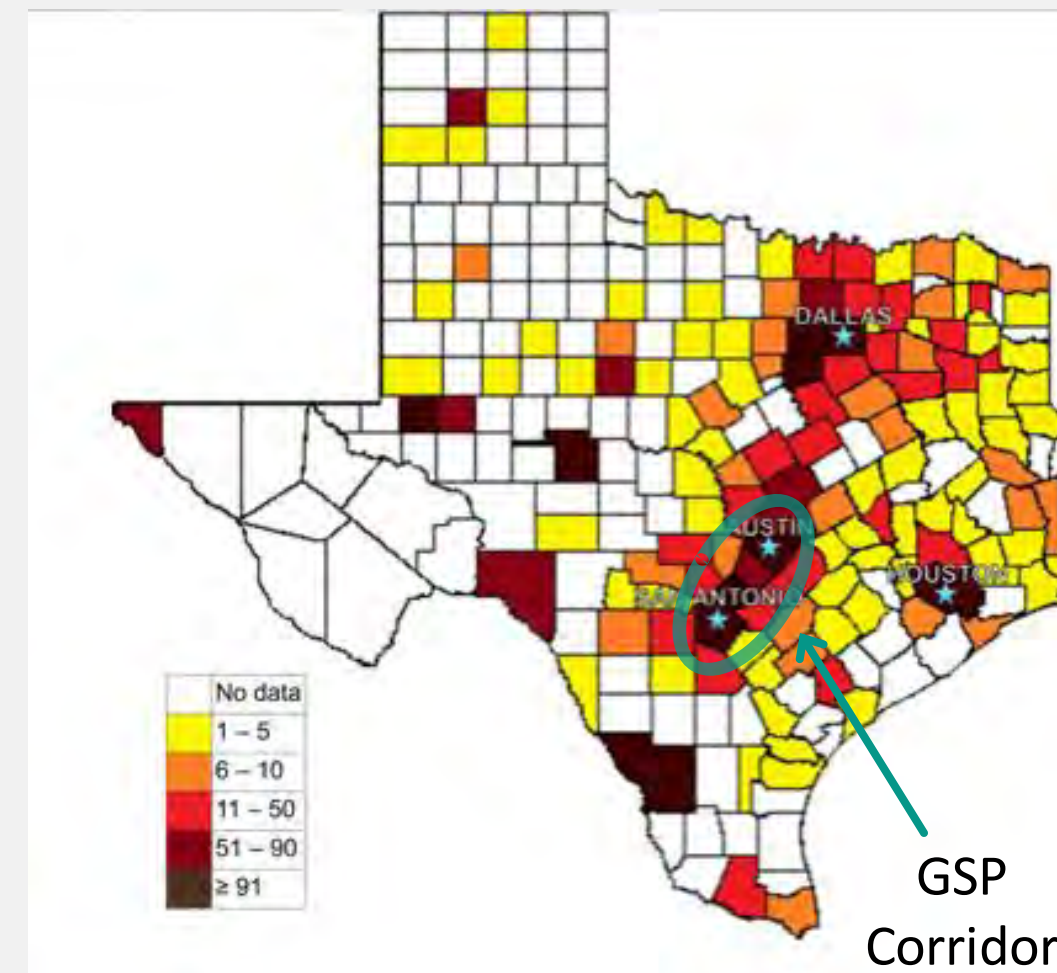 DALLAS
AUSTIN
HOUSTON
SAN ANTONIO
No data
1 – 5
6 – 10
11 – 50
51 – 90
≥ 91
GSP
Corridor